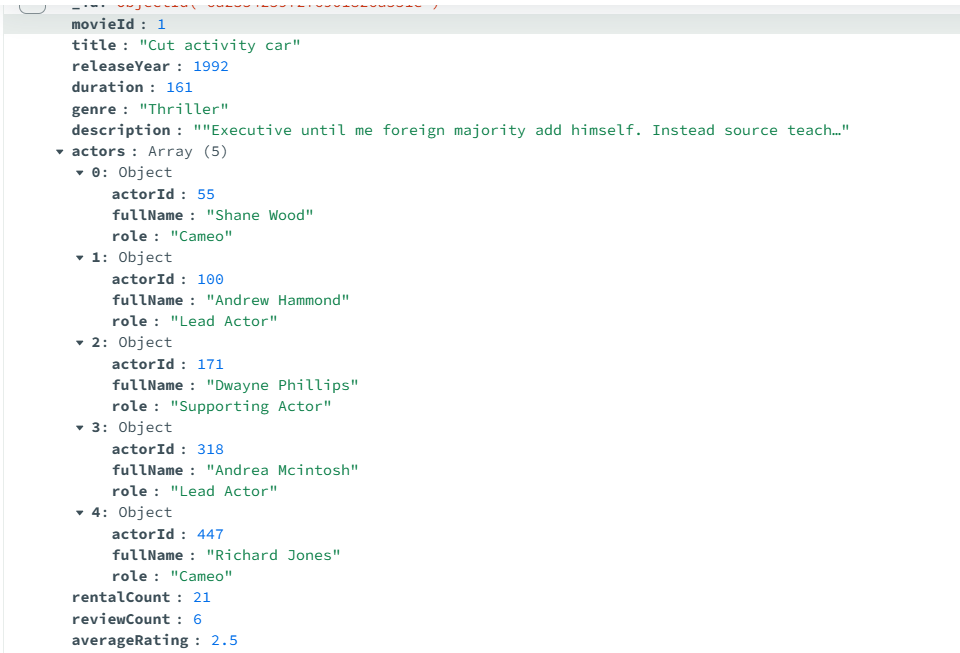 movieId : 1
title : "Cut activity car"
releaseYear : 1992
duration : 161
genre : "Thriller"
description : ""Executive until me foreign majority add himself. Instead source teach…"
actors : Array (5)
0: Object
actorId : 55
fullName : "Shane Wood"
role : "Cameo"
1: Object
actorId : 100
fullName : "Andrew Hammond"
role : "Lead Actor"
2: Object
actorId : 171
fullName : "Dwayne Phillips"
role : "Supporting Actor"
3: Object
actorId : 318
fullName : "Andrea Mcintosh"
role : "Lead Actor"
4: Object
actorId : 447
fullName : "Richard Jones"
role : "Cameo"
rentalCount : 21
reviewCount : 6
averageRating : 2.5